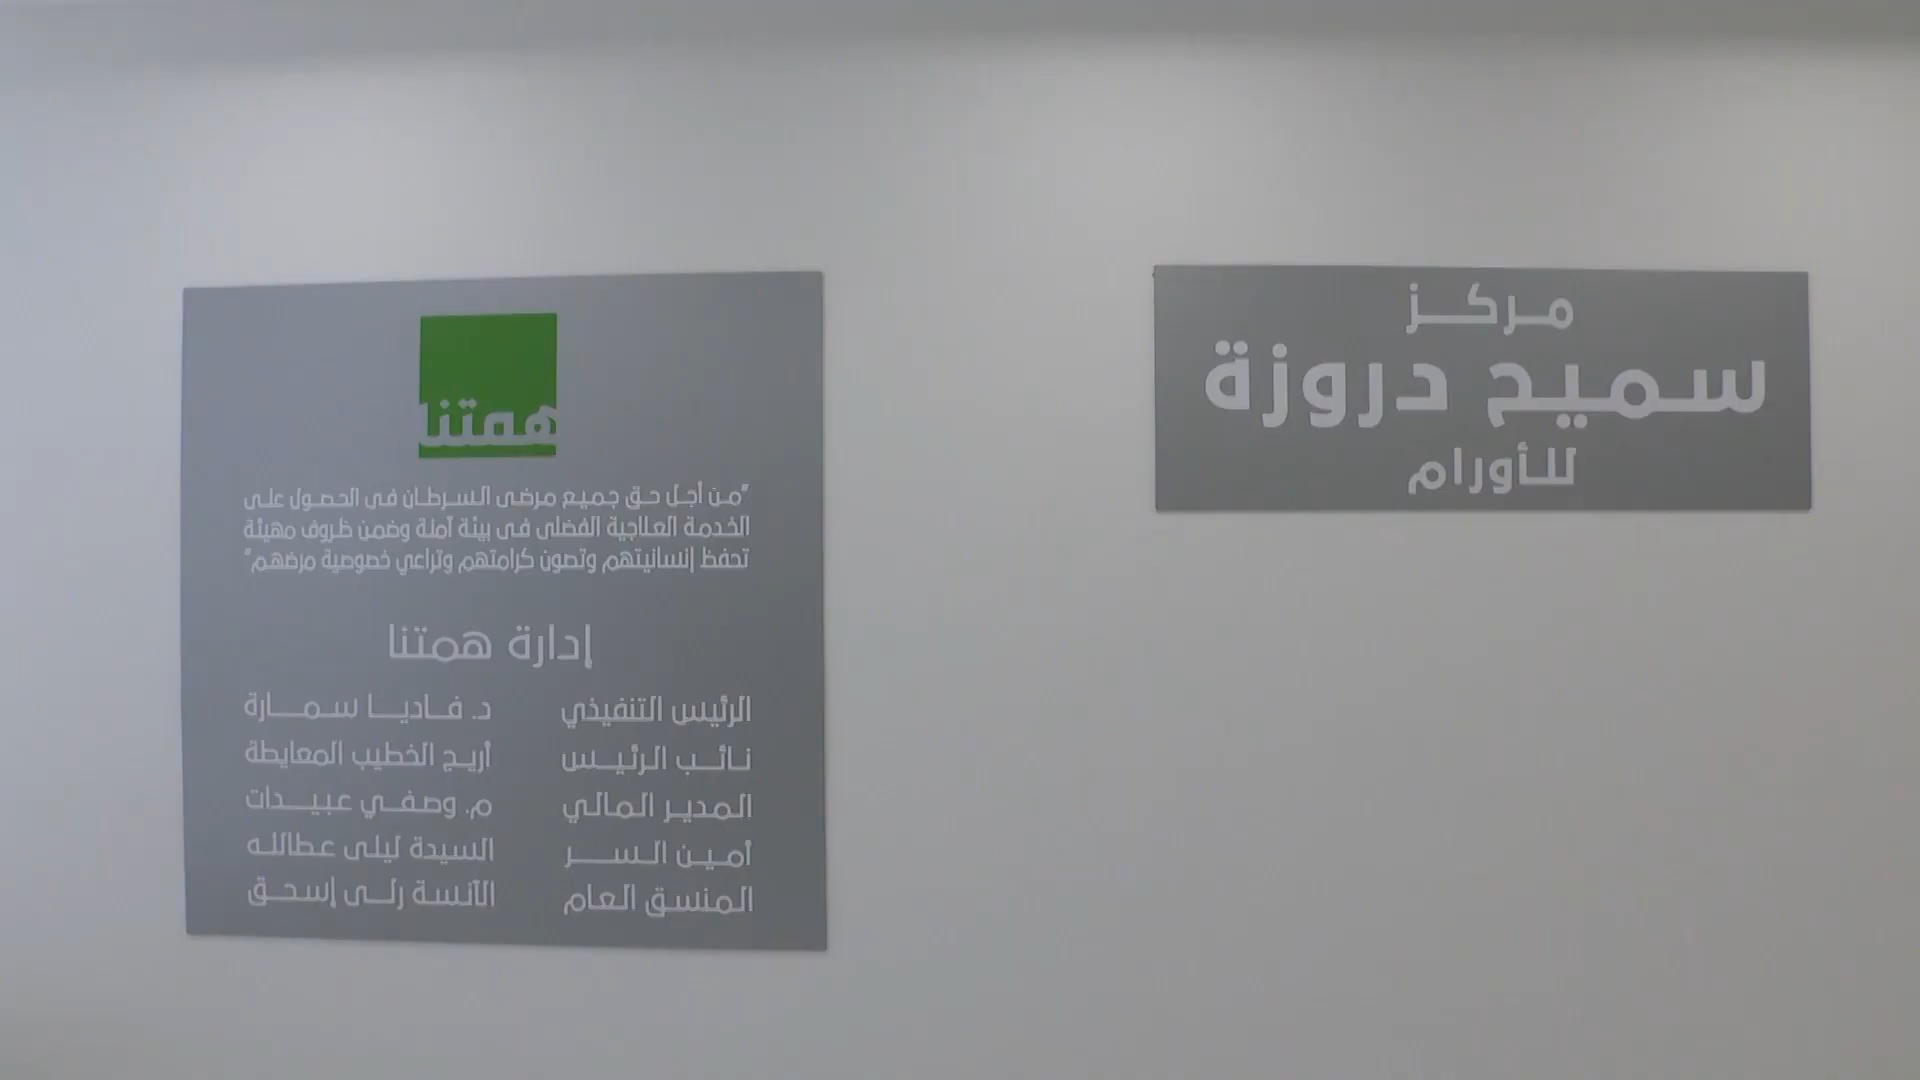 مركز
سميح دروزة
للأورام
همتنا
"من أجل حق جميع مرضى السرطان في الحصول على
الخدمة العلاجية الفضلى في بيئة آمنة وضمن ظروف مهيئة
تحفظ إنسانيتهم وتصون كرامتهم وتراعي خصوصية مرضهم"
إدارة همتنا
الرئيس التنفيذي د. فاديا سمارة
نائب الرئيس أريج الخطيب المعايطة
المدير المالي م. وصفي عبيدات
أمين السر السيدة ليلى عطالله
المنسق العام الآنسة رلى إسحق